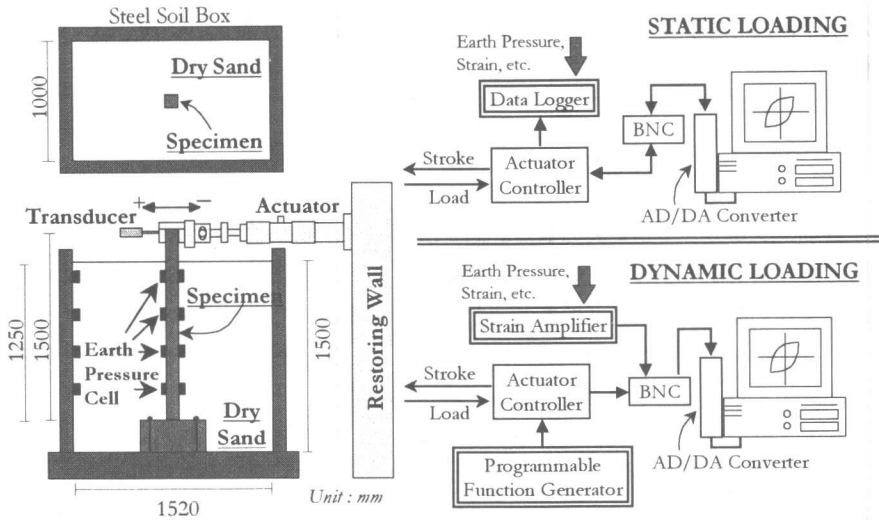 Steel Soil Box
Dry Sand
Specimen
1000
Transducer
+
−
Actuator
Specimen
Earth
Pressure
Cell
Dry
Sand
1250
1500
1500
1520
Unit : mm
Restoring Wall
STATIC LOADING
Earth Pressure,
Strain, etc.
Data Logger
BNC
Stroke
Load
Actuator
Controller
AD/DA Converter
DYNAMIC LOADING
Earth Pressure,
Strain, etc.
Strain Amplifier
Stroke
Load
Actuator
Controller
BNC
AD/DA Converter
Programmable
Function Generator